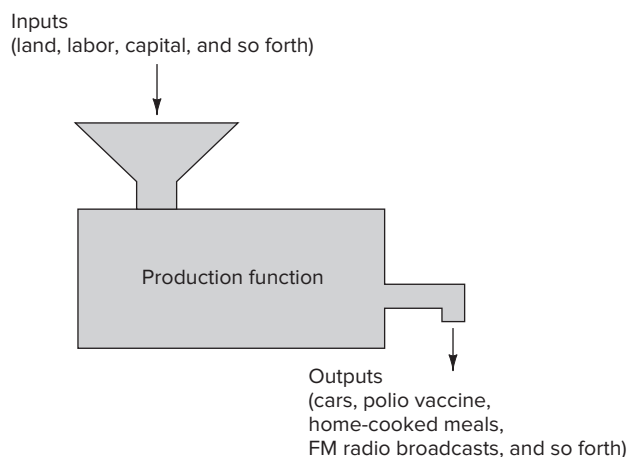 Inputs
(land, labor, capital, and so forth)
Production function
Outputs
(cars, polio vaccine,
home-cooked meals,
FM radio broadcasts, and so forth)